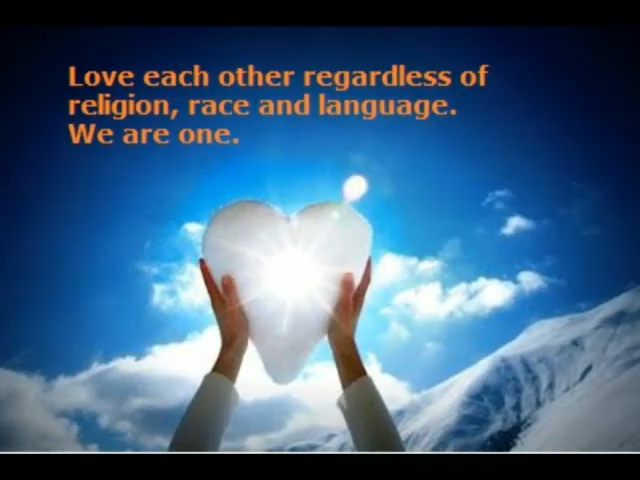 Love each other regardless of
religion, race and language.
We are one.